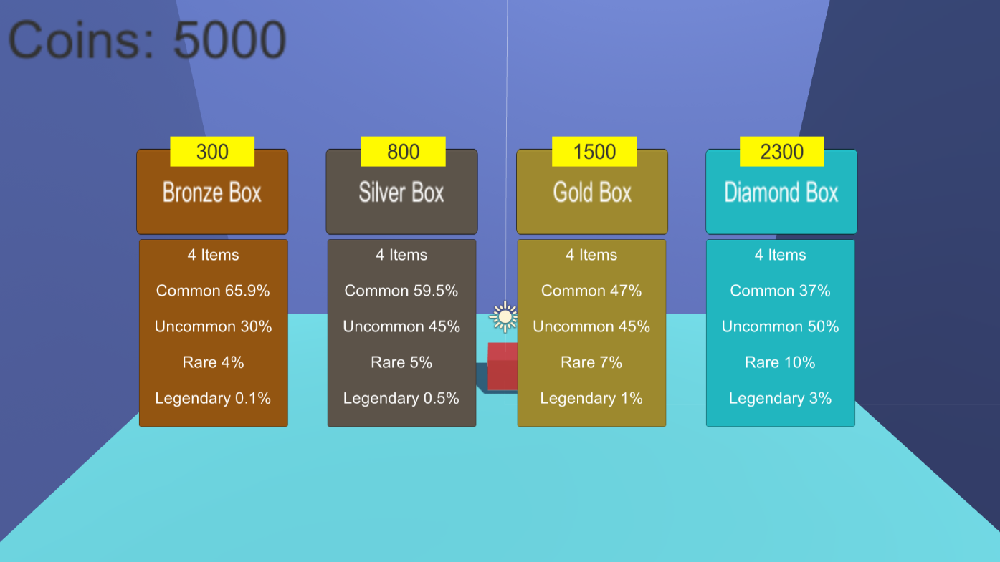 Coins: 5000
300
Bronze Box
4 Items
Common 65.9%
Uncommon 30%
Rare 4%
Legendary 0.1%
800
Silver Box
4 Items
Common 59.5%
Uncommon 45%
Rare 5%
Legendary 0.5%
1500
Gold Box
4 Items
Common 47%
Uncommon 45%
Rare 7%
Legendary 1%
2300
Diamond Box
4 Items
Common 37%
Uncommon 50%
Rare 10%
Legendary 3%